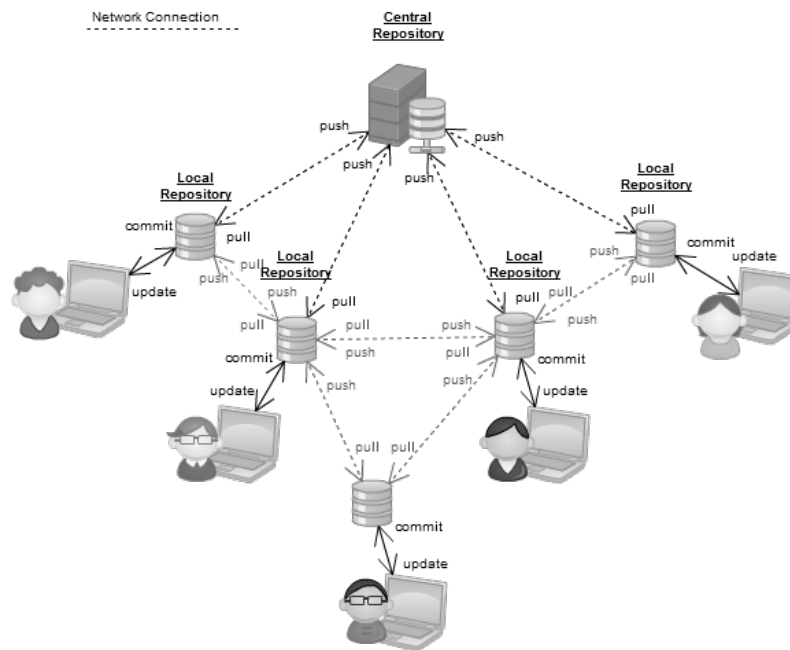 Network Connection
Central
Repository
push
push
push
push
Local
Repository
Local
Repository
commit
pull
pull
push
update
Local
Repository
Local
Repository
pull
commit
push
pull
update
push
pull
pull
push
pull
pull
push
pull
push
push
pull
commit
push
push
commit
update
update
pull
pull
commit
update